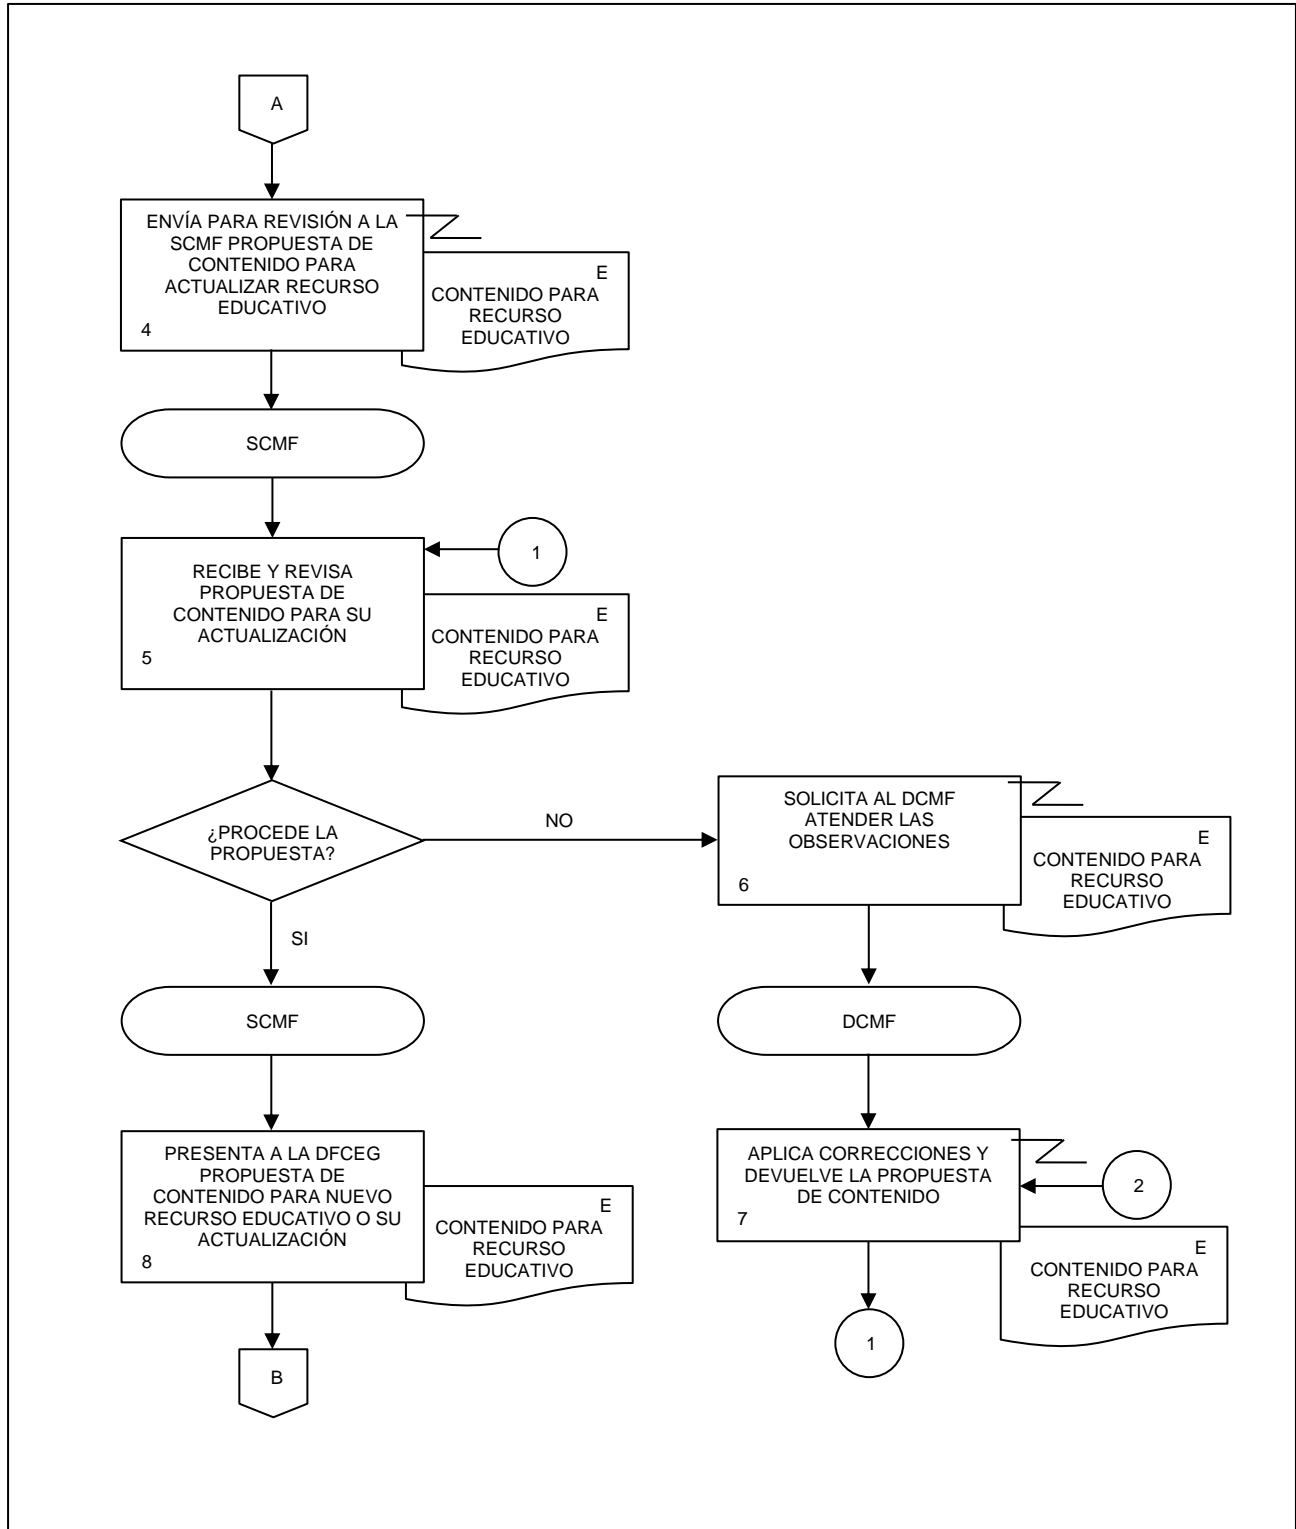 A
ENVÍA PARA REVISIÓN A LA
SCMF PROPUESTA DE
CONTENIDO PARA
ACTUALIZAR RECURSO
EDUCATIVO
4
E
CONTENIDO PARA
RECURSO
EDUCATIVO
SCMF
1
RECIBE Y REVISA
PROPUESTA DE
CONTENIDO PARA SU
ACTUALIZACIÓN
5
E
CONTENIDO PARA
RECURSO
EDUCATIVO
¿PROCEDE LA
PROPUESTA?
NO
SOLICITA AL DCMF
ATENDER LAS
OBSERVACIONES
6
E
CONTENIDO PARA
RECURSO
EDUCATIVO
SI
SCMF
DCMF
PRESENTA A LA DFCEG
PROPUESTA DE
CONTENIDO PARA NUEVO
RECURSO EDUCATIVO O SU
ACTUALIZACIÓN
8
E
CONTENIDO PARA
RECURSO
EDUCATIVO
APLICA CORRECCIONES Y
DEVUELVE LA PROPUESTA
DE CONTENIDO
7
2
E
CONTENIDO PARA
RECURSO
EDUCATIVO
1
B